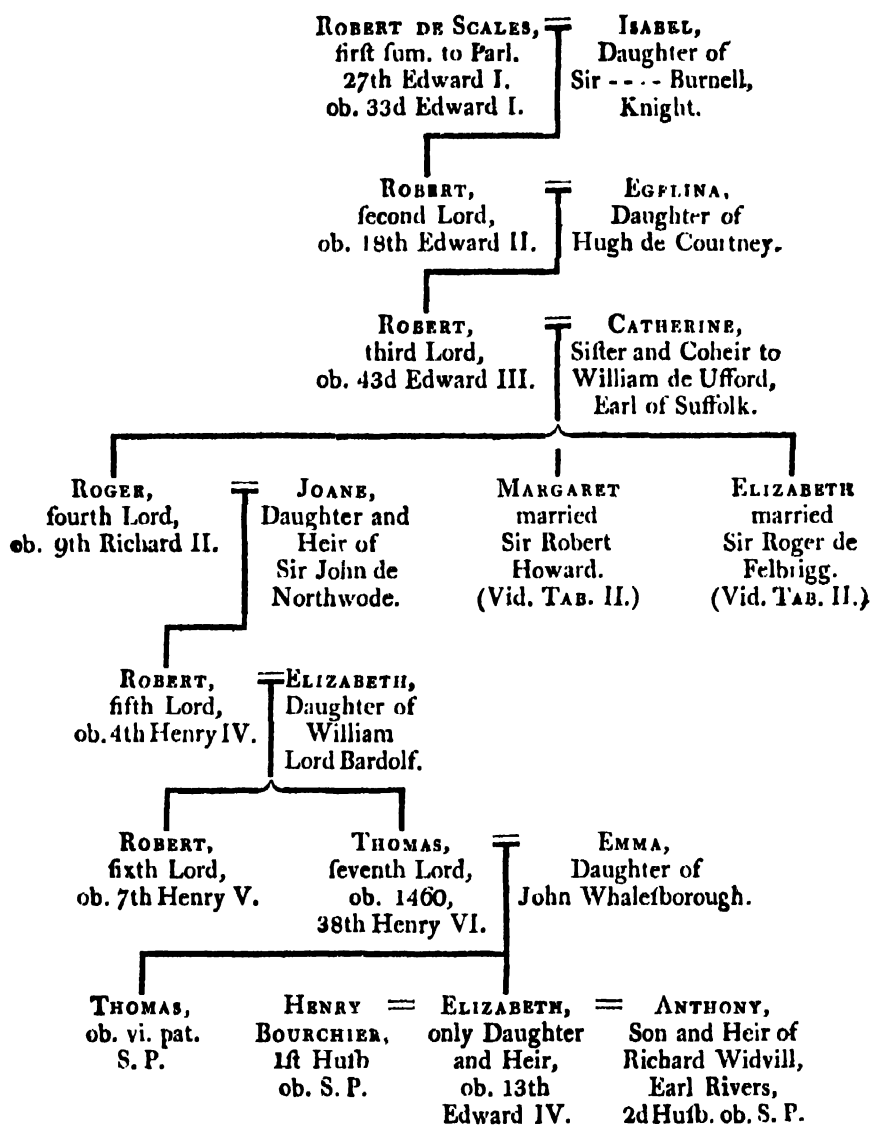 ROBERT DE SCALES,
firſt ſum. to Parl.
27th Edward I.
ob. 33d Edward I.
ISABEL,
Daughter of
Sir - - - - Burnell,
Knight.
ROBERT,
ſecond Lord,
ob. 18th Edward II.
EGELINA,
Daughter of
Hugh de Courtney.
ROBERT,
third Lord,
ob. 43d Edward III.
CATHERINE,
Siſter and Coheir to
William de Ufford,
Earl of Suffolk.
ROGER,
fourth Lord,
ob. 9th Richard II.
JOANE,
Daughter and
Heir of
Sir John de
Northwode.
MARGARET
married
Sir Robert
Howard.
(Vid. TAB. II.)
ELIZABETH
married
Sir Roger de
Felbrigg.
(Vid. TAB. II.)
ROBERT,
fifth Lord,
ob. 4th Henry IV.
ELIZABETH,
Daughter of
William
Lord Bardolf.
ROBERT,
ſixth Lord,
ob. 7th Henry V.
THOMAS,
ſeventh Lord,
ob. 1460,
38th Henry VI.
EMMA,
Daughter of
John Whaleſborough.
THOMAS,
ob. vi. pat.
S. P.
HENRY
BOURCHIER,
1ſt Huſb
ob. S. P.
ELIZABETH,
only Daughter
and Heir,
ob. 13th
Edward IV.
ANTHONY,
Son and Heir of
Richard Widvill,
Earl Rivers,
2d Huſb. ob. S. P.